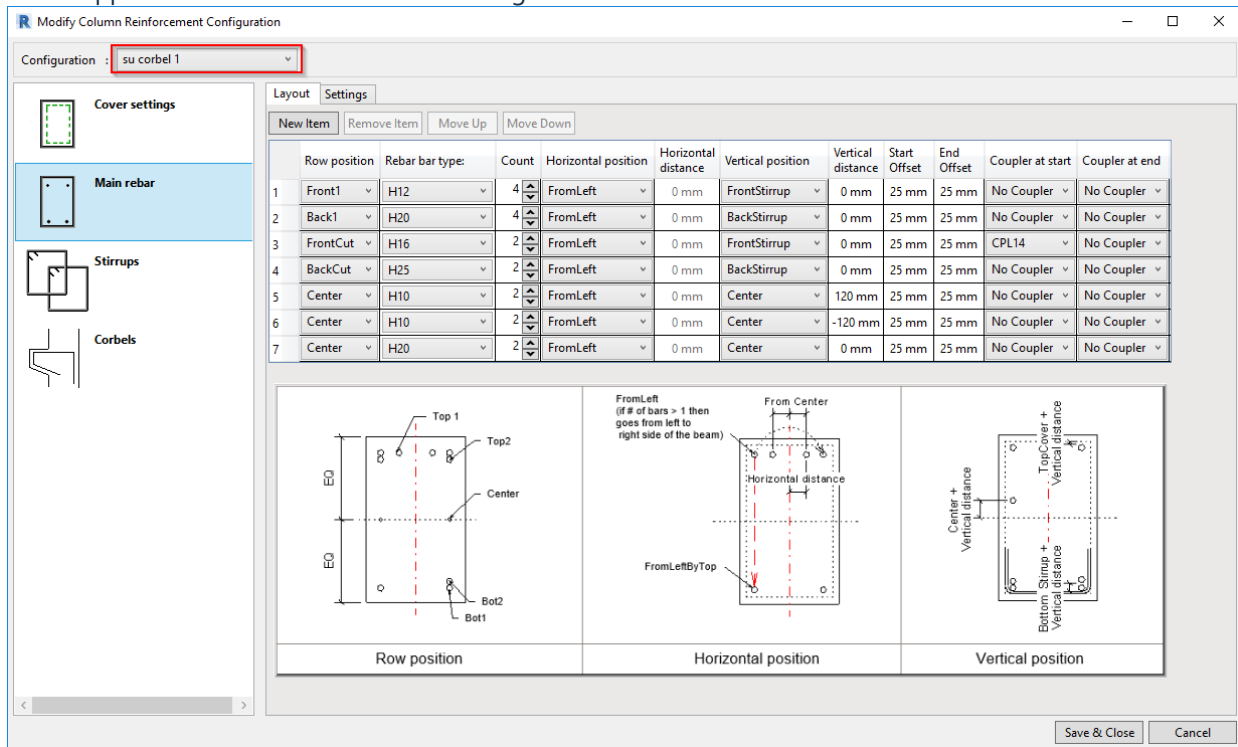 Modify Column Reinforcement Configuration
Configuration : su corbel 1
Cover settings
Main rebar
Stirrups
Corbels
Layout Settings
New Item Remove Item Move Up Move Down
Row position Rebar bar type: Count Horizontal position Horizontal distance Vertical position Vertical distance Start Offset End Offset Coupler at start Coupler at end
1 Front1 H12 4 FromLeft 0 mm FrontStirrup 0 mm 25 mm 25 mm No Coupler No Coupler
2 Back1 H20 4 FromLeft 0 mm BackStirrup 0 mm 25 mm 25 mm No Coupler No Coupler
3 FrontCut H16 2 FromLeft 0 mm FrontStirrup 0 mm 25 mm 25 mm CPL14 No Coupler
4 BackCut H25 2 FromLeft 0 mm BackStirrup 0 mm 25 mm 25 mm No Coupler No Coupler
5 Center H10 2 FromLeft 0 mm Center 120 mm 25 mm 25 mm No Coupler No Coupler
6 Center H10 2 FromLeft 0 mm Center -120 mm 25 mm 25 mm No Coupler No Coupler
7 Center H20 2 FromLeft 0 mm Center 0 mm 25 mm 25 mm No Coupler No Coupler
Top 1
Top2
EQ
Center
EQ
Bot2
Bot1
Row position
FromLeft
(if # of bars > 1 then
goes from left to
right side of the beam)
From Center
Horizontal distance
FromLeftByTop
Horizontal position
TopCover +
Vertical distance
Center +
Vertical distance
Bottom Stirrup +
Vertical distance
Vertical position
Save & Close Cancel